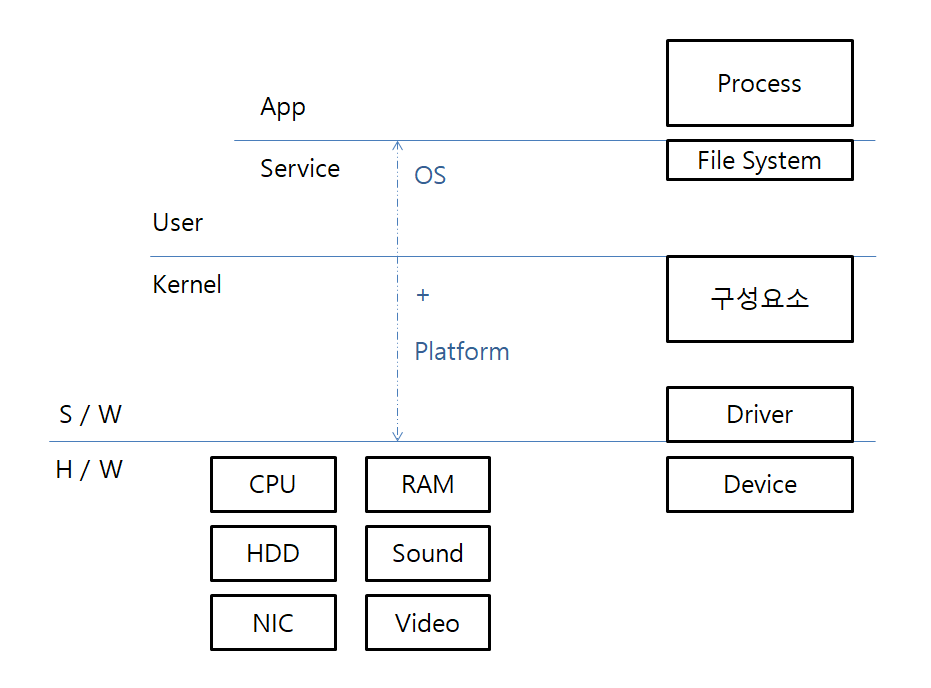 Process
App
File System
Service
OS
User
Kernel
+
구성요소
Platform
S / W
Driver
H / W
CPU
RAM
Device
HDD
Sound
NIC
Video